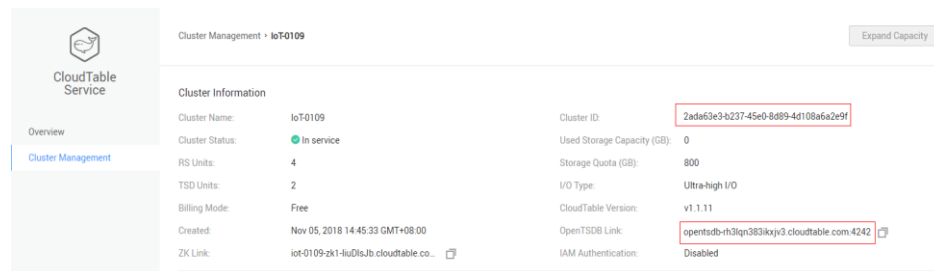 Cluster Management > IoT-0109
Expand Capacity
CloudTable
Service
Overview
Cluster Management
Cluster Information
Cluster Name: IoT-0109 Cluster ID: 2ada63e3-b237-45e0-8d89-4d108a6a2e9f
Cluster Status: In service Used Storage Capacity (GB): 0
RS Units: 4 Storage Quota (GB): 800
TSD Units: 2 I/O Type: Ultra-high I/O
Billing Mode: Free CloudTable Version: v1.1.11
Created: Nov 05, 2018 14:45:33 GMT+08:00 OpenTSDB Link: opentsdb-rh3lqn383ikxjv3.cloudtable.com:4242
ZK Link: iot-0109-zk1-liuDlsJb.cloudtable.co... IAM Authentication: Disabled